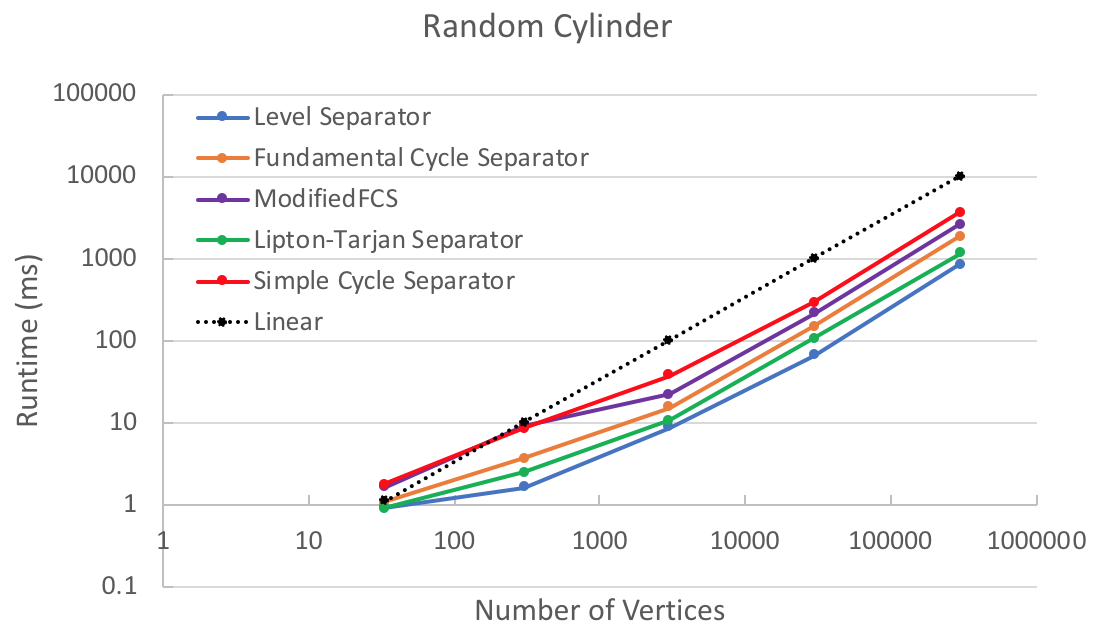 Random Cylinder
100000
10000
1000
100
10
1
0.1
Runtime (ms)
Level Separator
Fundamental Cycle Separator
ModifiedFCS
Lipton-Tarjan Separator
Simple Cycle Separator
Linear
1 10 100 1000 10000 100000 1000000
Number of Vertices